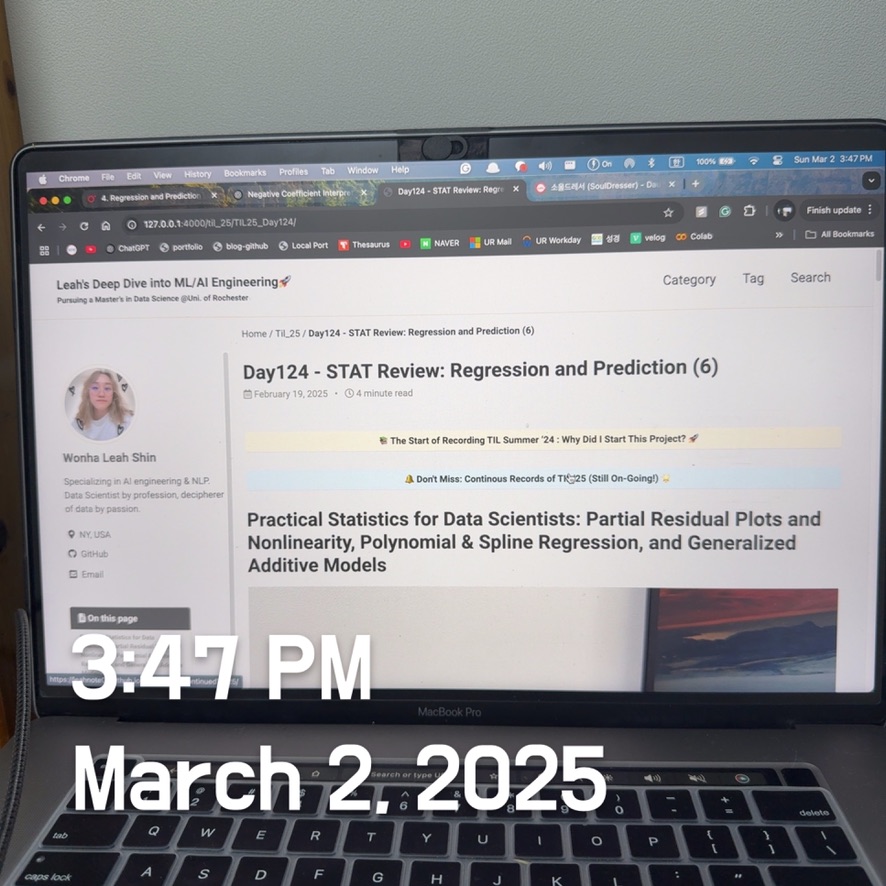 Chrome File Edit View History Bookmarks Profiles Tab Window Help On 한 100% Sun Mar 2 3:47 PM
4. Regression and Prediction Negative Coefficient Interpre Day124 - STAT Review: Regre 소울드레서 (SoulDresser) - Da
127.0.0.1:4000/til_25/TIL25_Day124/ Finish update
ChatGPT portfolio blog-github Local Port Thesaurus NAVER UR Mail UR Workday 성경 velog Colab » All Bookmarks
Leah's Deep Dive into ML/AI Engineering🚀 Category Tag Search
Pursuing a Master's in Data Science @Uni. of Rochester
Home / Til_25 / Day124 - STAT Review: Regression and Prediction (6)
Day124 - STAT Review: Regression and Prediction (6)
February 19, 2025 • 4 minute read
The Start of Recording TIL Summer '24 : Why Did I Start This Project? 🚀
🔔 Don't Miss: Continous Records of TIL'25 (Still On-Going!)
Wonha Leah Shin
Specializing in AI engineering & NLP.
Data Scientist by profession, decipherer
of data by passion.
NY, USA
GitHub
Email
Practical Statistics for Data Scientists: Partial Residual Plots and
Nonlinearity, Polynomial & Spline Regression, and Generalized
Additive Models
On this page
3:47 PM
MacBook Pro
March 2, 2025
Search or type
6 8 9 0 - + = delete
tab Q W E R T Y U I O P { [ } ] | \
caps lock A S D F G H J K : "